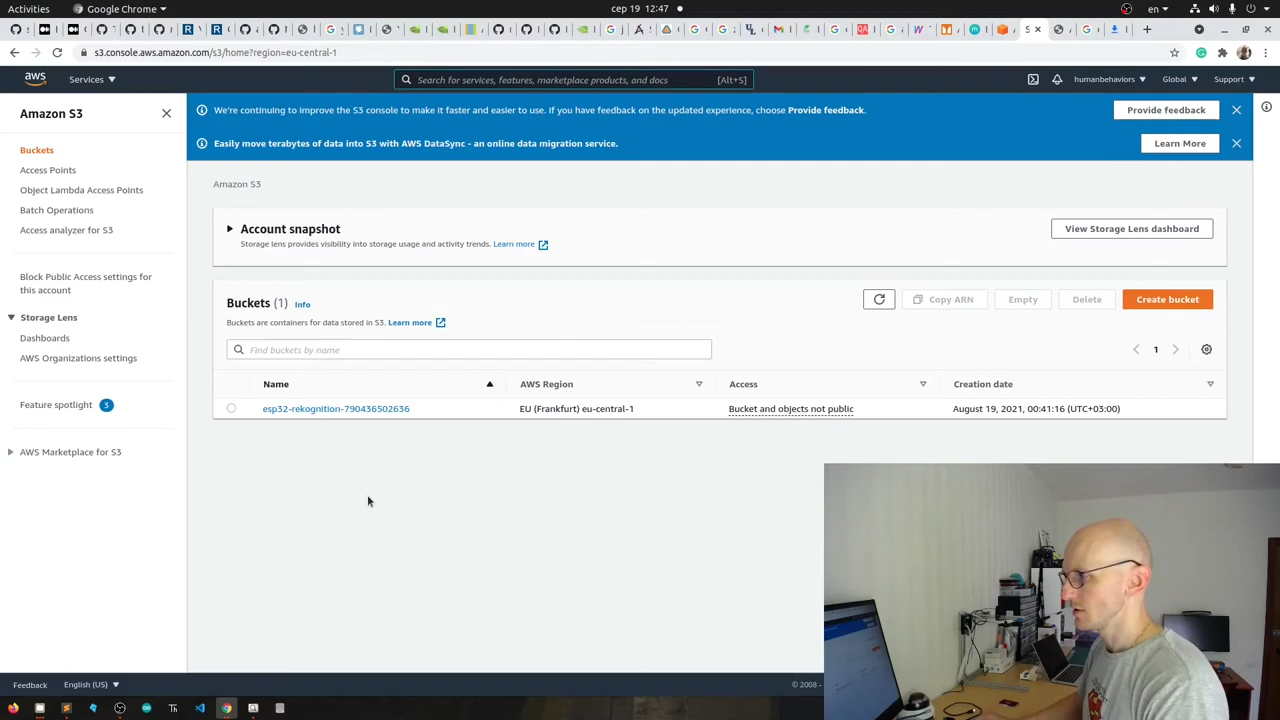 Activities
Google Chrome
сер 19 12:47
en
s3.console.aws.amazon.com/s3/home?region=eu-central-1
aws
Services
Search for services, features, marketplace products, and docs
[Alt+S]
humanbehaviors
Global
Support
Amazon S3
Buckets
Access Points
Object Lambda Access Points
Batch Operations
Access analyzer for S3
Block Public Access settings for
this account
Storage Lens
Dashboards
AWS Organizations settings
Feature spotlight
3
AWS Marketplace for S3
We're continuing to improve the S3 console to make it faster and easier to use. If you have feedback on the updated experience, choose Provide feedback.
Provide feedback
Easily move terabytes of data into S3 with AWS DataSync - an online data migration service.
Learn More
Amazon S3
Account snapshot
Storage lens provides visibility into storage usage and activity trends. Learn more
View Storage Lens dashboard
Buckets (1)
Info
Buckets are containers for data stored in S3. Learn more
Copy ARN
Empty
Delete
Create bucket
Find buckets by name
1
Name
AWS Region
Access
Creation date
esp32-rekognition-790436502636
EU (Frankfurt) eu-central-1
Bucket and objects not public
August 19, 2021, 00:41:16 (UTC+03:00)
Feedback
English (US)
© 2008 -